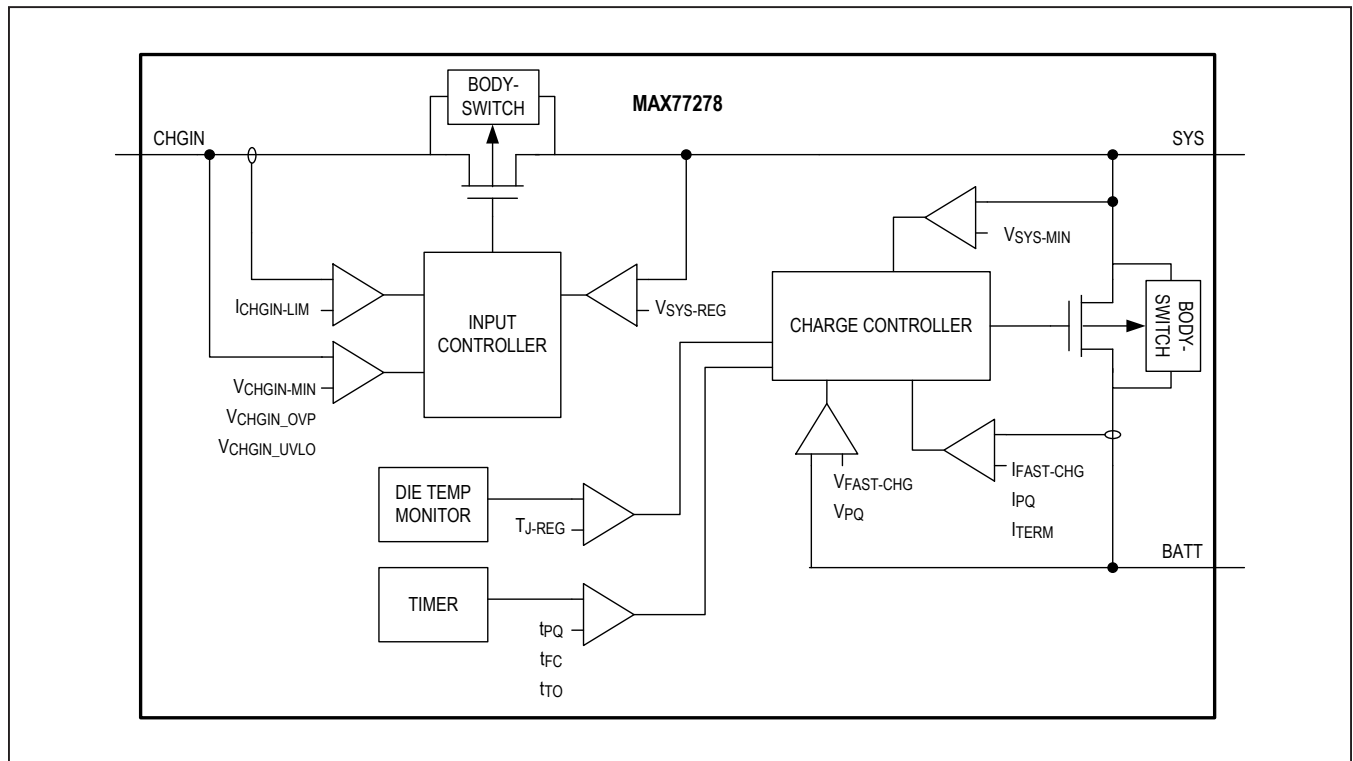 BODY-
SWITCH
MAX77278
CHGIN
SYS
VSYS-MIN
ICHGIN-LIM
INPUT
CONTROLLER
VSYS-REG
CHARGE CONTROLLER
BODY-
SWITCH
VCHGIN-MIN
VCHGIN_OVP
VCHGIN_UVLO
DIE TEMP
MONITOR
TJ-REG
VFAST-CHG
VPQ
IFAST-CHG
IPQ
ITERM
BATT
TIMER
tPQ
tFC
tTO